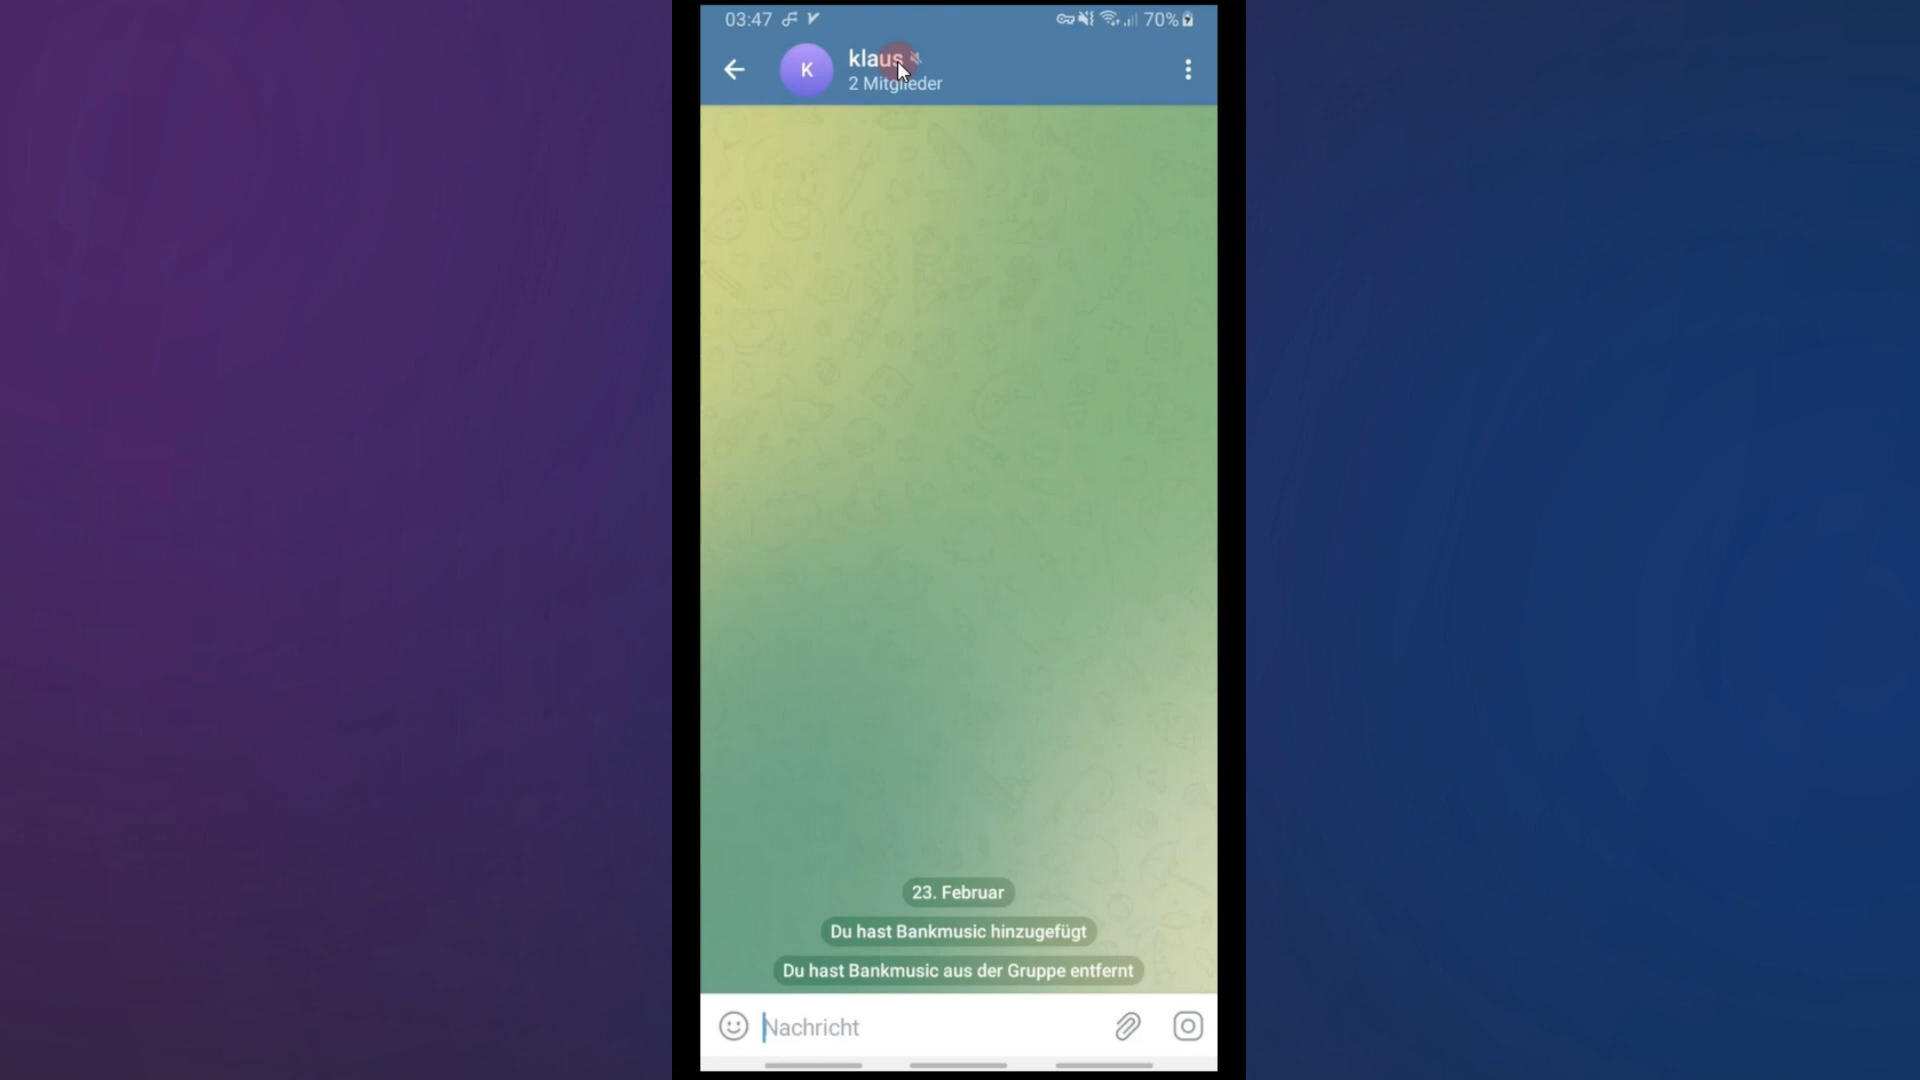 03:47 70%
K
klaus
2 Mitglieder
23. Februar
Du hast Bankmusic hinzugefügt
Du hast Bankmusic aus der Gruppe entfernt
Nachricht